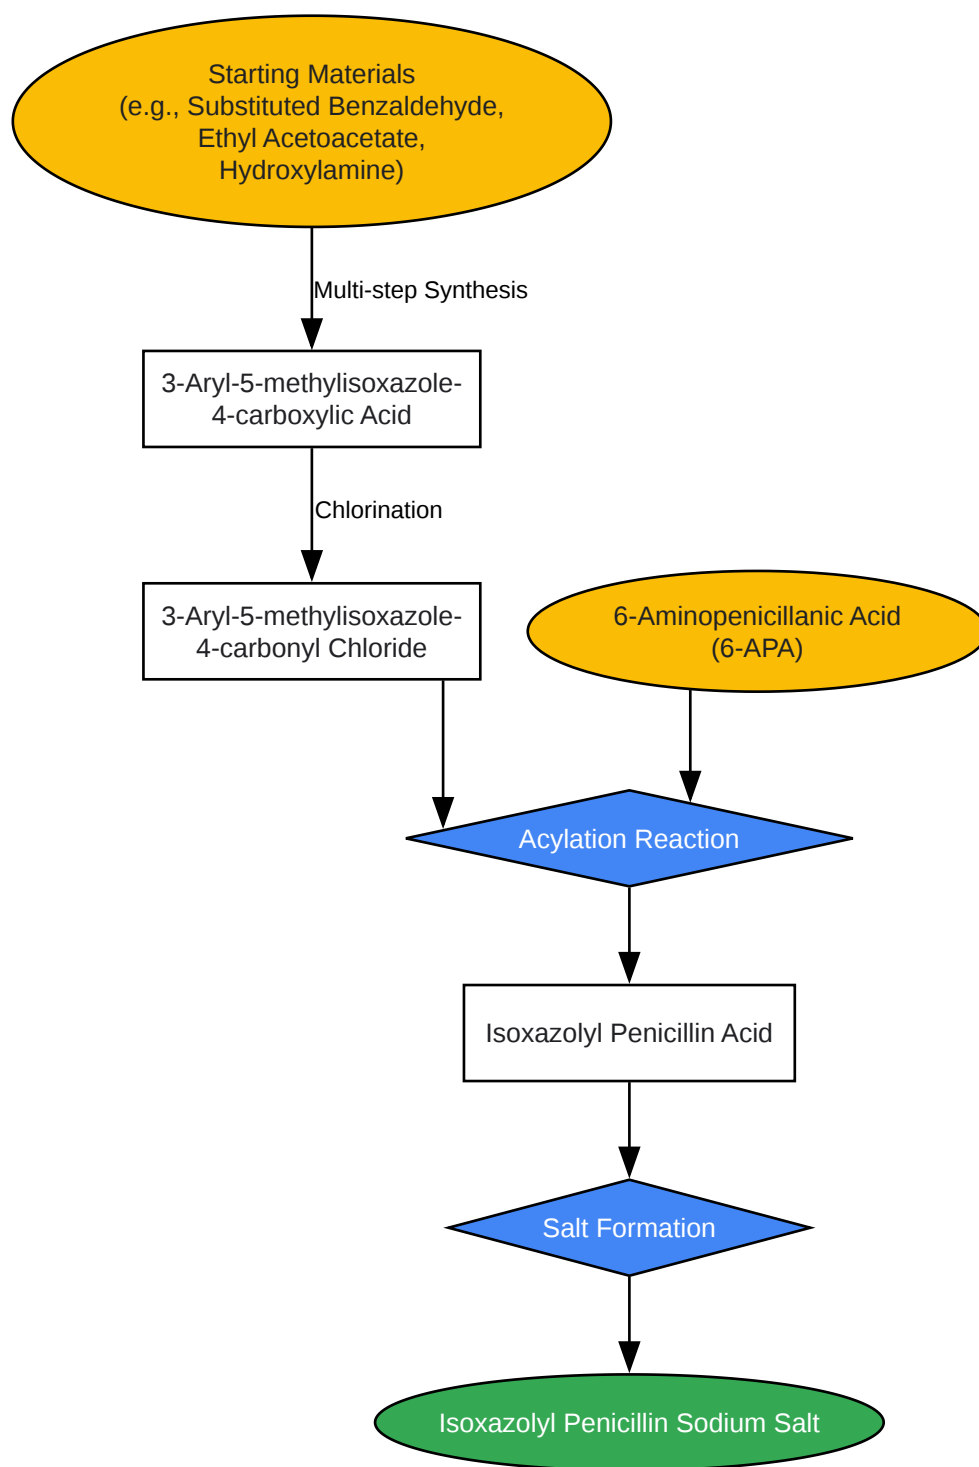 Starting Materials
(e.g., Substituted Benzaldehyde,
Ethyl Acetoacetate,
Hydroxylamine)
Multi-step Synthesis
3-Aryl-5-methylisoxazole-
4-carboxylic Acid
Chlorination
3-Aryl-5-methylisoxazole-
4-carbonyl Chloride
6-Aminopenicillanic Acid
(6-APA)
Acylation Reaction
Isoxazolyl Penicillin Acid
Salt Formation
Isoxazolyl Penicillin Sodium Salt